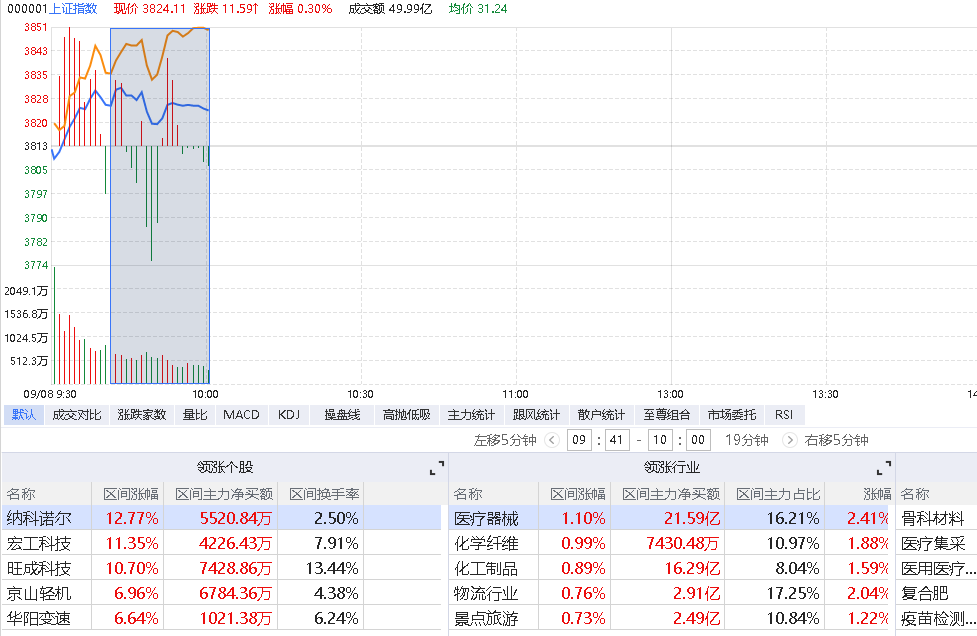 000001上证指数 现价 3824.11 涨跌 11.59↑ 涨幅 0.30% 成交额 49.99亿 均价 31.24
3851
3843
3835
3828
3820
3813
3805
3797
3790
3782
3774
2049.1万
1536.8万
1024.5万
512.3万
09/08 9:30 10:00 10:30 11:00 13:00 13:30 14
默认 成交对比 涨跌家数 量比 MACD KDJ 操盘线 高抛低吸 主力统计 跟风统计 散户统计 至尊组合 市场委托 RSI
左移5分钟 09 : 41 - 10 : 00 19分钟 右移5分钟
领涨个股 领涨行业
名称 区间涨幅 区间主力净买额 区间换手率 名称 区间涨幅 区间主力净买额 区间主力占比 涨幅 名称
纳科诺尔 12.77% 5520.84万 2.50% 医疗器械 1.10% 21.59亿 16.21% 2.41% 骨科材料
宏工科技 11.35% 4226.43万 7.91% 化学纤维 0.99% 7430.48万 10.97% 1.88% 医疗集采
旺成科技 10.70% 7428.86万 13.44% 化工制品 0.89% 16.29亿 8.04% 1.59% 医用医疗...
京山轻机 6.96% 6784.36万 4.38% 物流行业 0.76% 2.91亿 17.25% 2.04% 复合肥
华阳变速 6.64% 1021.38万 6.24% 景点旅游 0.73% 2.49亿 10.84% 1.22% 疫苗检测...